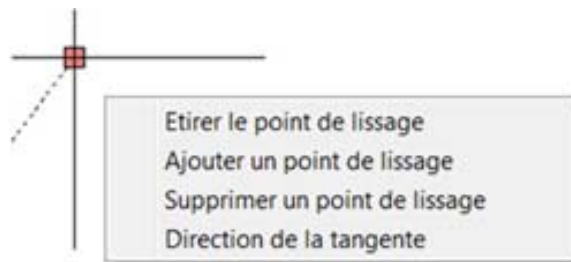 Etirer le point de lissage
Ajouter un point de lissage
Supprimer un point de lissage
Direction de la tangente